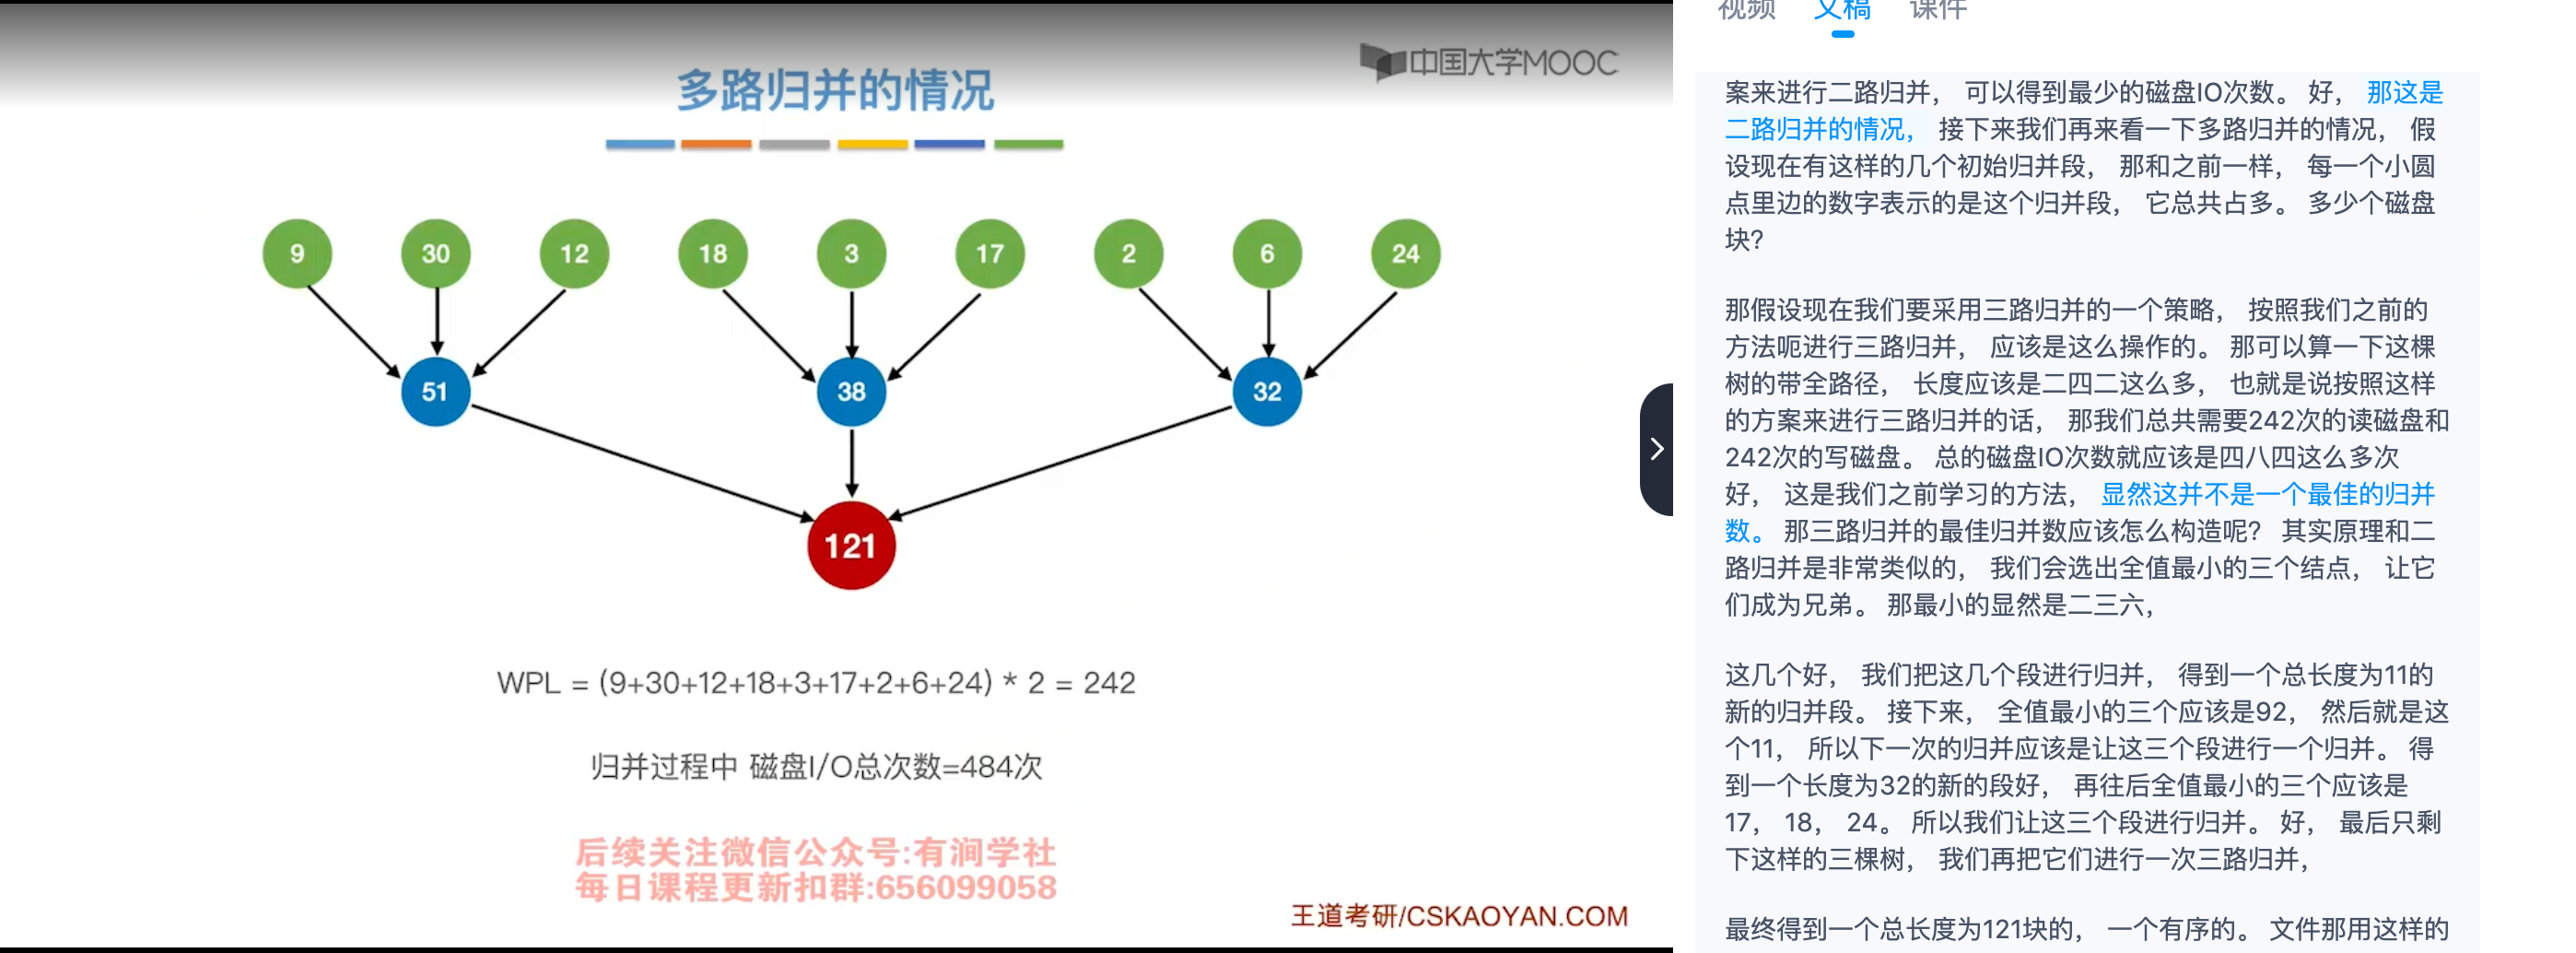 中国大学MOOC
多路归并的情况
9 30 12 18 3 17 2 6 24
51 38 32
121
WPL = (9+30+12+18+3+17+2+6+24) * 2 = 242
归并过程中 磁盘I/O总次数=484次
后续关注微信公众号:有涧学社
每日课程更新扣群:656099058
王道考研/CSKAOYAN.COM
视频 文稿 课件
案来进行二路归并， 可以得到最少的磁盘IO次数。 好， 那这是
二路归并的情况， 接下来我们再来看一下多路归并的情况， 假
设现在有这样的几个初始归并段， 那和之前一样， 每一个小圆
点里边的数字表示的是这个归并段， 它总共占多。 多少个磁盘
块?
那假设现在我们要采用三路归并的一个策略， 按照我们之前的
方法呃进行三路归并， 应该是这么操作的。 那可以算一下这棵
树的带全路径， 长度应该是二四二这么多， 也就是说按照这样
的方案来进行三路归并的话， 那我们总共需要242次的读磁盘和
242次的写磁盘。 总的磁盘IO次数就应该是四八四这么多次
好， 这是我们之前学习的方法， 显然这并不是一个最佳的归并
数。 那三路归并的最佳归并数应该怎么构造呢? 其实原理和二
路归并是非常类似的， 我们会选出全值最小的三个结点， 让它
们成为兄弟。 那最小的显然是二三六，
这几个好， 我们把这几个段进行归并， 得到一个总长度为11的
新的归并段。 接下来， 全值最小的三个应该是92， 然后就是这
个11， 所以下一次的归并应该是让这三个段进行一个归并。 得
到一个长度为32的新的段好， 再往后全值最小的三个应该是
17， 18， 24。 所以我们让这三个段进行归并。 好， 最后只剩
下这样的三棵树， 我们再把它们进行一次三路归并，
最终得到一个总长度为121块的， 一个有序的。 文件那用这样的